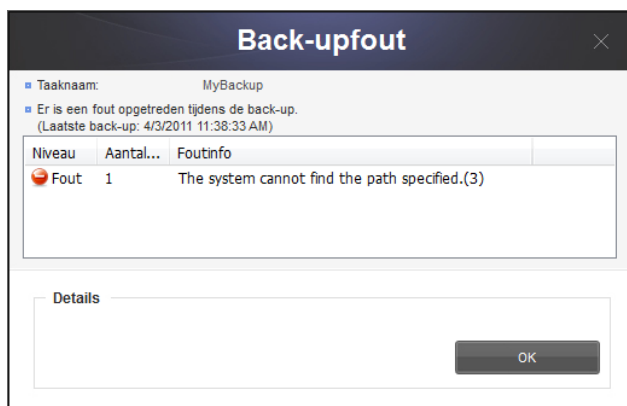 Back-upfout
Taaknaam: MyBackup
Er is een fout opgetreden tijdens de back-up.
(Laatste back-up: 4/3/2011 11:38:33 AM)
Niveau Aantal... Foutinfo
Fout 1 The system cannot find the path specified.(3)
Details
OK